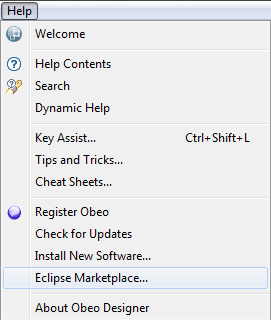 Help
Welcome
Help Contents
Search
Dynamic Help
Key Assist... Ctrl+Shift+L
Tips and Tricks...
Cheat Sheets...
Register Obeo
Check for Updates
Install New Software...
Eclipse Marketplace...
About Obeo Designer